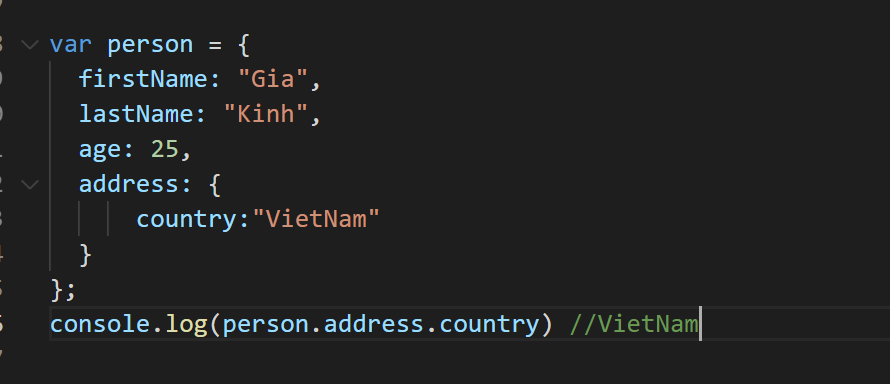 var person = {
firstName: "Gia",
lastName: "Kinh",
age: 25,
address: {
country:"VietNam"
}
};
console.log(person.address.country) //VietNam